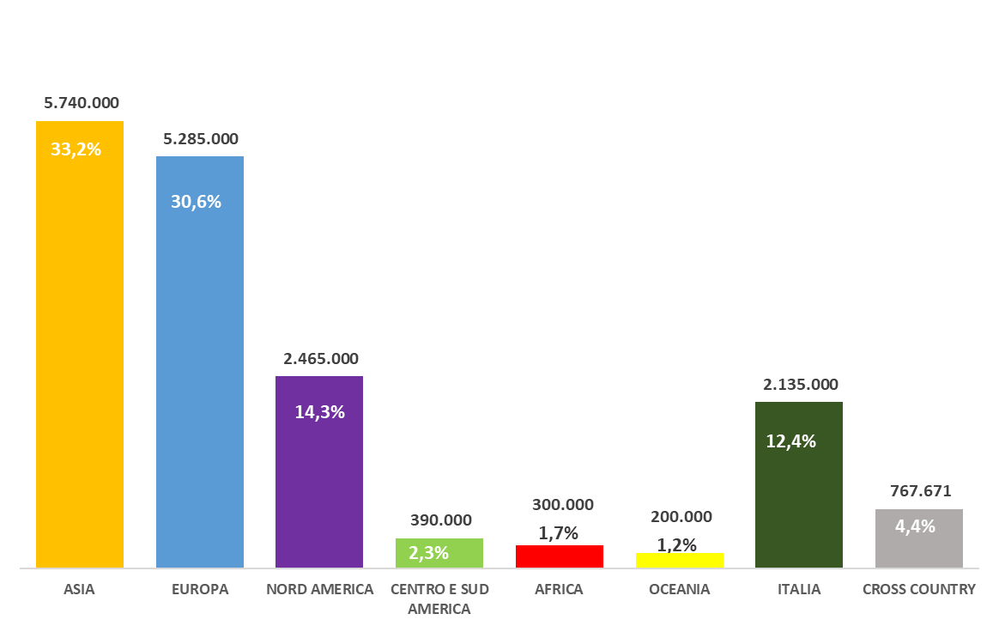 5.740.000
33,2%
5.285.000
30,6%
2.465.000
14,3%
390.000
2,3%
300.000
1,7%
200.000
1,2%
2.135.000
12,4%
767.671
4,4%
ASIA
EUROPA
NORD AMERICA
CENTRO E SUD
AMERICA
AFRICA
OCEANIA
ITALIA
CROSS COUNTRY